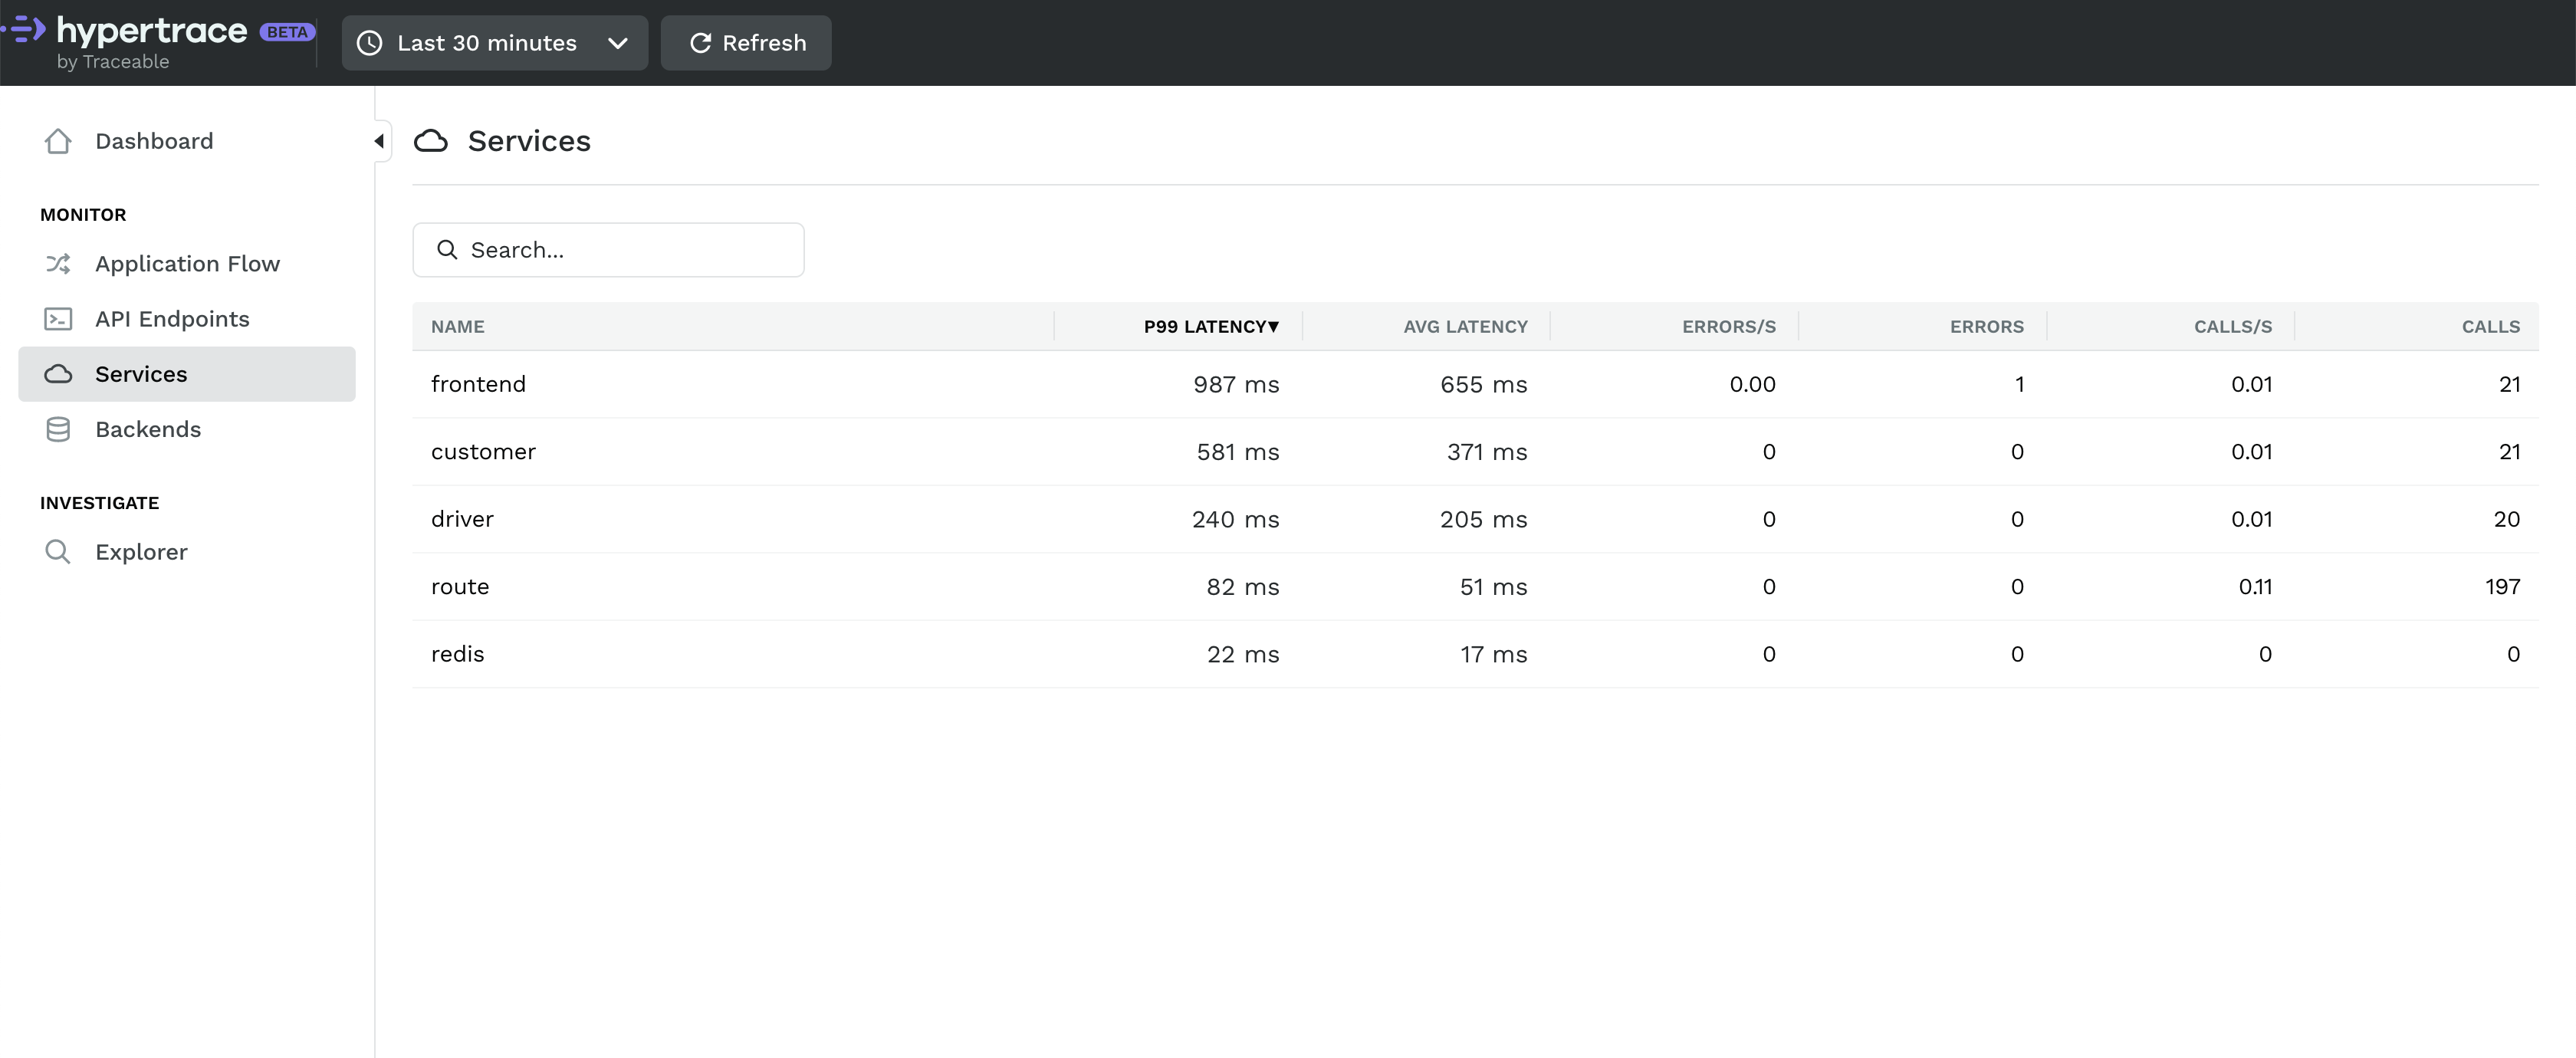 hypertrace BETA
by Traceable
Last 30 minutes
Refresh
Dashboard
MONITOR
Application Flow
API Endpoints
Services
Backends
INVESTIGATE
Explorer
Services
Search...
NAME P99 LATENCY▼ AVG LATENCY ERRORS/S ERRORS CALLS/S CALLS
frontend 987 ms 655 ms 0.00 1 0.01 21
customer 581 ms 371 ms 0 0 0.01 21
driver 240 ms 205 ms 0 0 0.01 20
route 82 ms 51 ms 0 0 0.11 197
redis 22 ms 17 ms 0 0 0 0